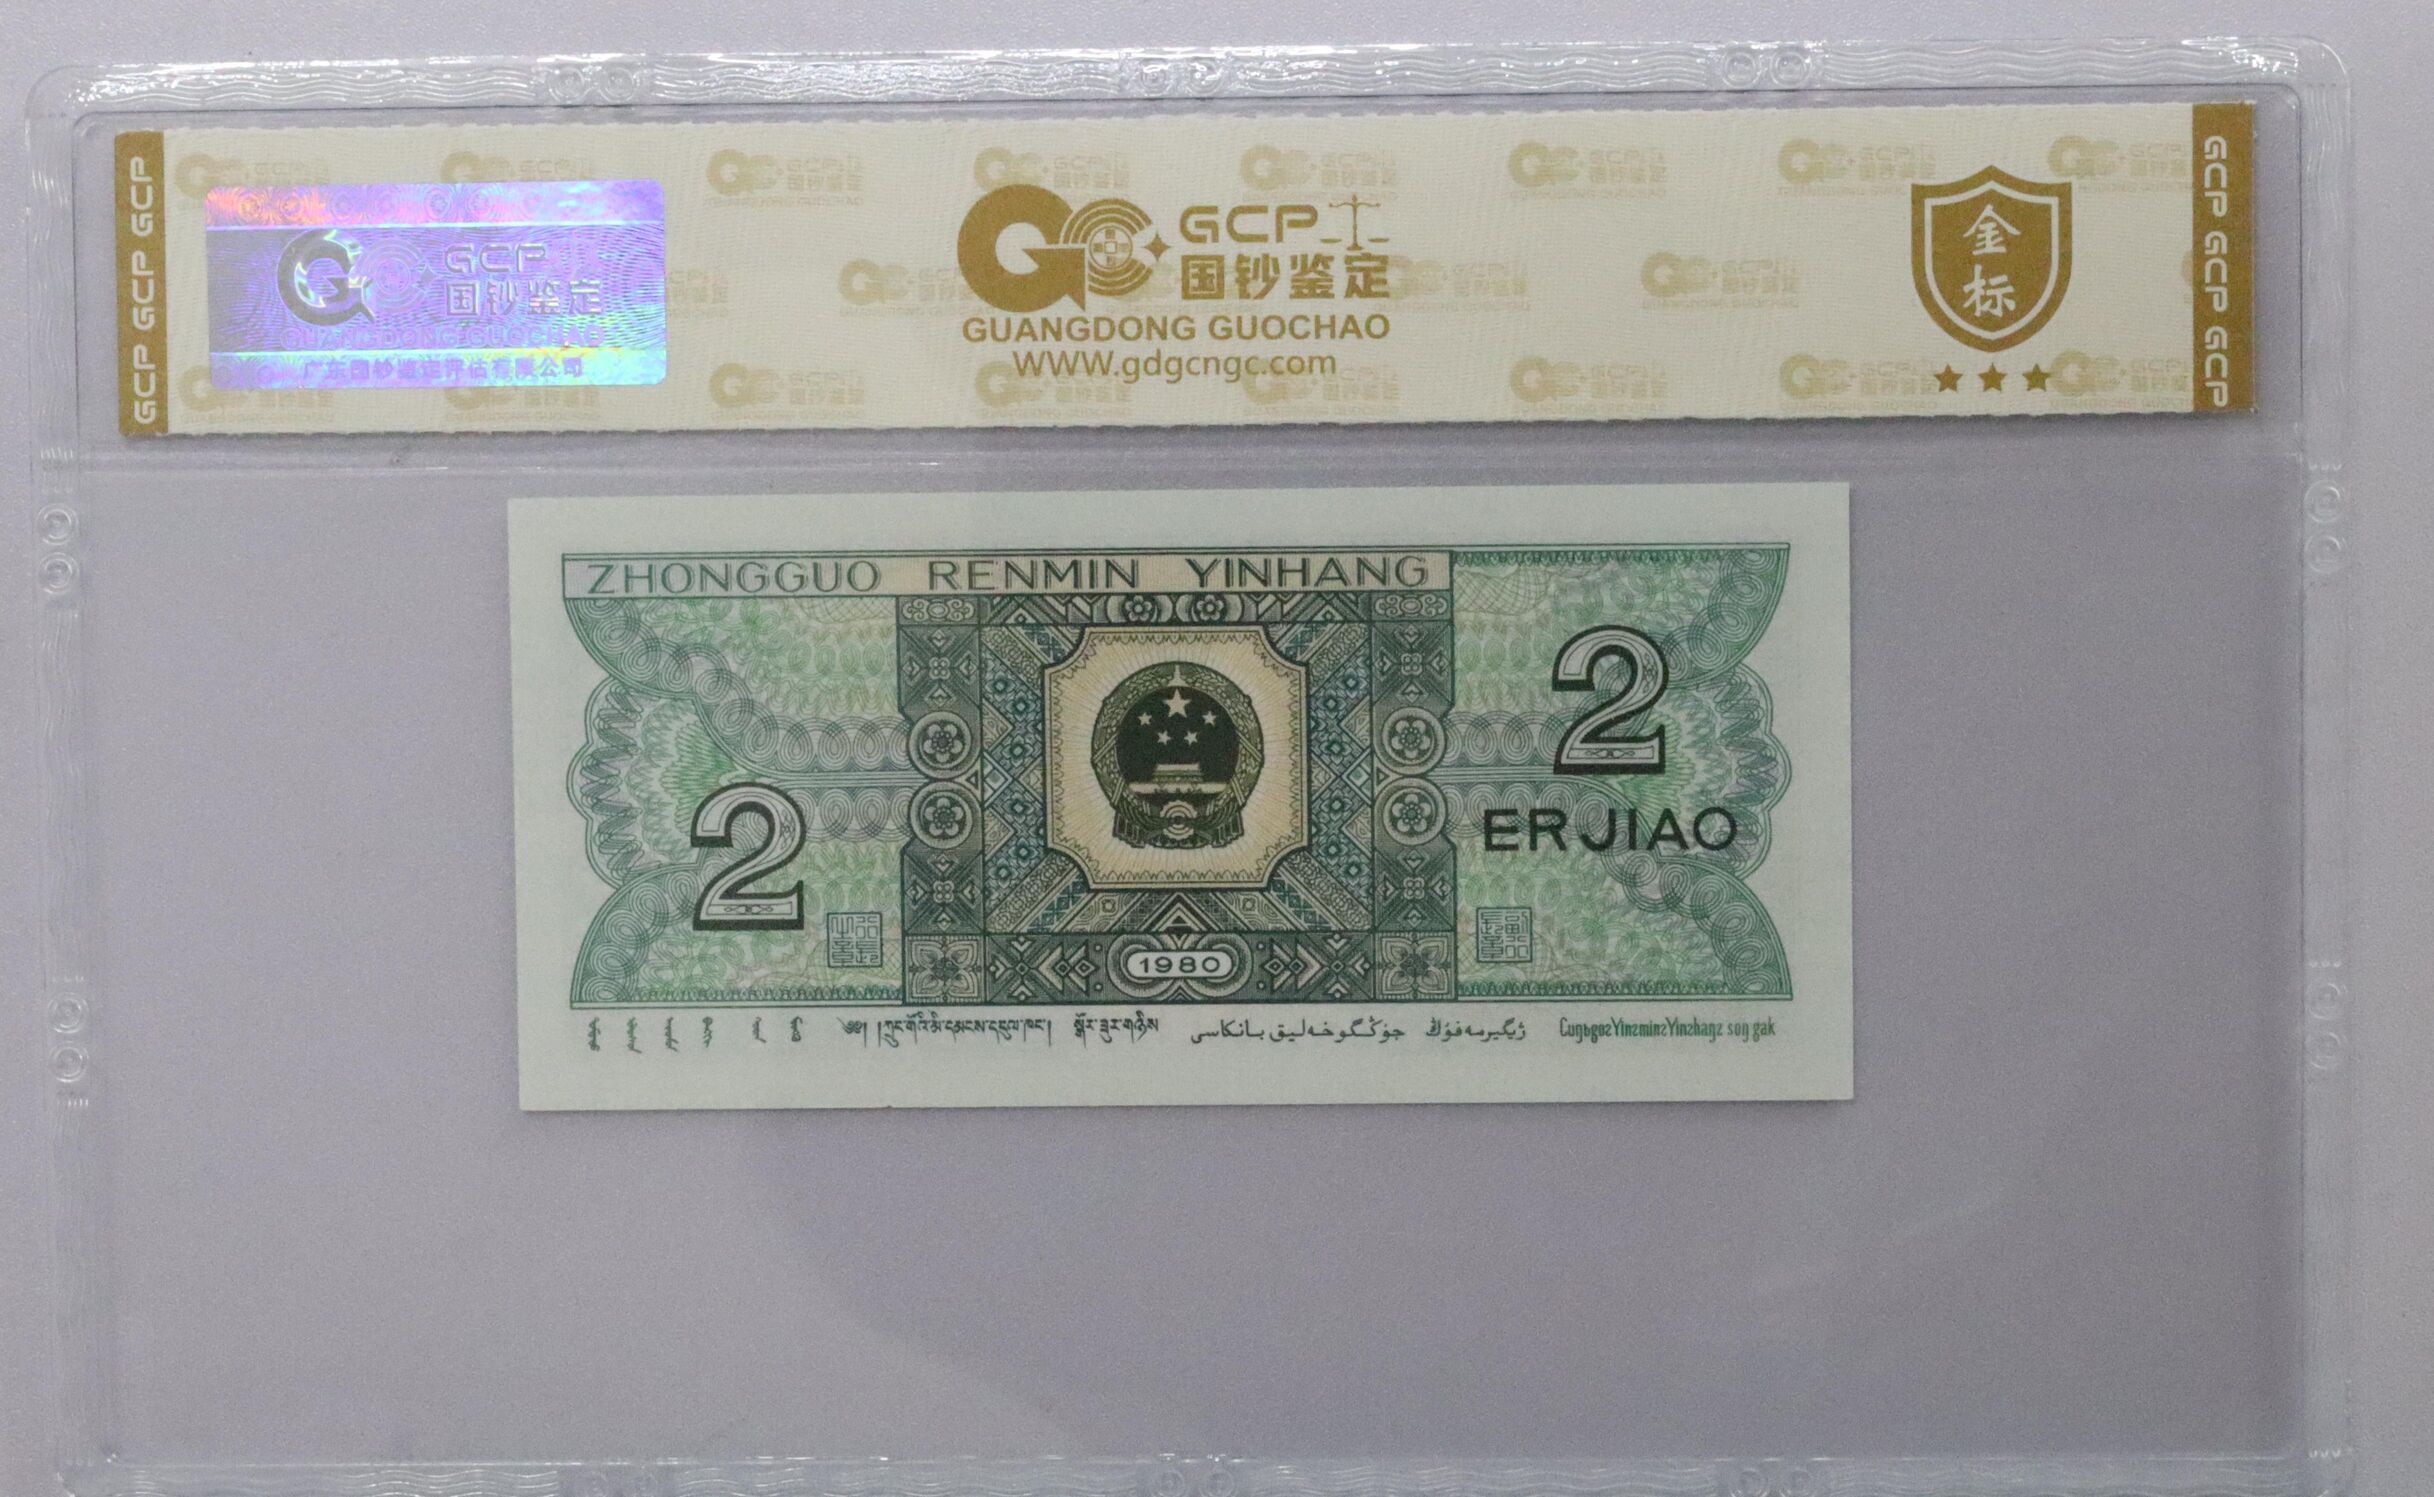 GCP GCP GCP
GCP
国钞鉴定
GUANGDONG GUOCHAO
广东国钞鉴定评估有限公司
GCP
国钞鉴定
GUANGDONG GUOCHAO
WWW.gdgcngc.com
金
标
GCP GCP GCP
ZHONGGUO RENMIN YINHANG
2
2
ERJIAO
1980